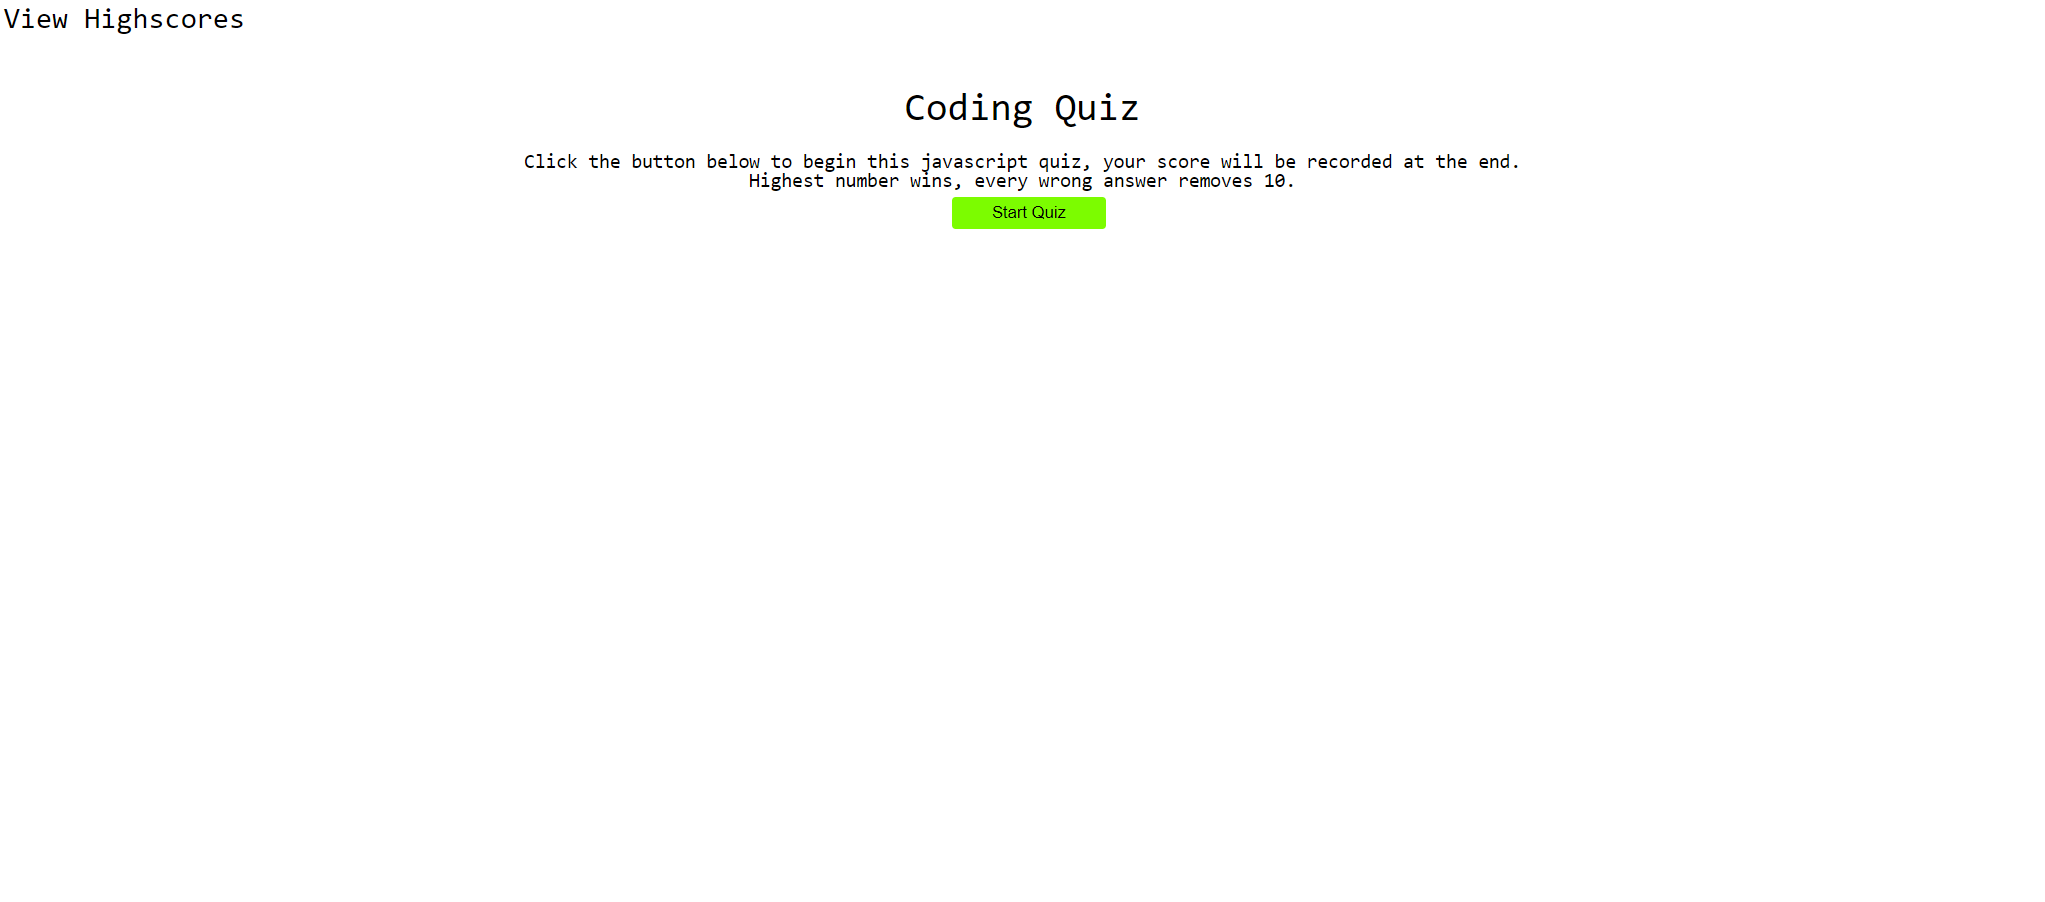 View Highscores
Coding Quiz
Click the button below to begin this javascript quiz, your score will be recorded at the end.
Highest number wins, every wrong answer removes 10.
Start Quiz